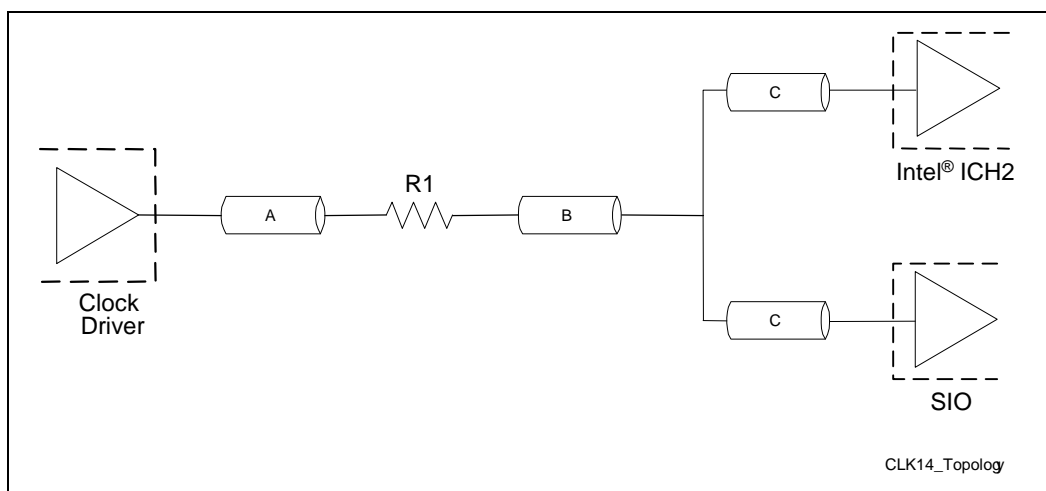 C
Intel® ICH2
R1
A
B
Clock
Driver
C
SIO
CLK14_Topology